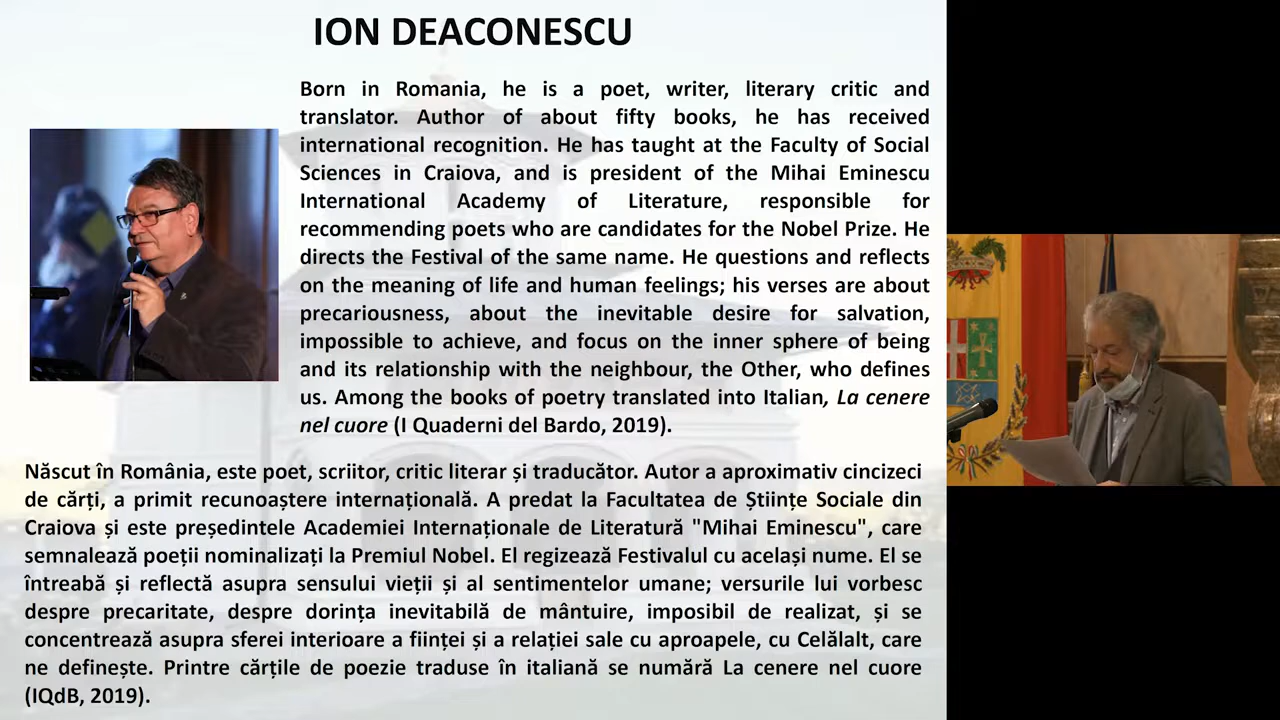 ION DEACONESCU
Born in Romania, he is a poet, writer, literary critic and
translator. Author of about fifty books, he has received
international recognition. He has taught at the Faculty of Social
Sciences in Craiova, and is president of the Mihai Eminescu
International Academy of Literature, responsible for
recommending poets who are candidates for the Nobel Prize. He
directs the Festival of the same name. He questions and reflects
on the meaning of life and human feelings; his verses are about
precariousness, about the inevitable desire for salvation,
impossible to achieve, and focus on the inner sphere of being
and its relationship with the neighbour, the Other, who defines
us. Among the books of poetry translated into Italian, La cenere
nel cuore (I Quaderni del Bardo, 2019).
Născut în România, este poet, scriitor, critic literar și traducător. Autor a aproximativ cincizeci
de cărți, a primit recunoaștere internațională. A predat la Facultatea de Științe Sociale din
Craiova și este președintele Academiei Internaționale de Literatură "Mihai Eminescu", care
semnalează poeții nominalizați la Premiul Nobel. El regizează Festivalul cu același nume. El se
întreabă și reflectă asupra sensului vieții și al sentimentelor umane; versurile lui vorbesc
despre precaritate, despre dorința inevitabilă de mântuire, imposibil de realizat, și se
concentrează asupra sferei interioare a ființei și a relației sale cu aproapele, cu Celălalt, care
ne definește. Printre cărțile de poezie traduse în italiană se numără La cenere nel cuore
(IQdB, 2019).